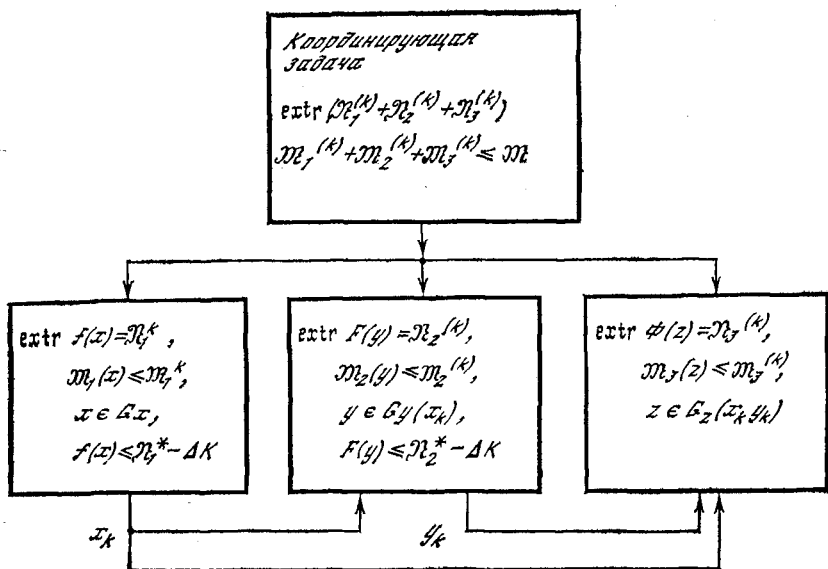 Координирующая
задача
extr (𝔑₁⁽ᵏ⁾+𝔑₂⁽ᵏ⁾+𝔑₃⁽ᵏ⁾)
𝔐₁⁽ᵏ⁾+𝔐₂⁽ᵏ⁾+𝔐₃⁽ᵏ⁾ ≤ 𝔐
extr f(x)=𝔑₁ᵏ,
𝔐₁(x)≤𝔐₁ᵏ,
x ∈ Gx,
f(x)≤𝔑₁*−ΔK
extr F(y)=𝔑₂⁽ᵏ⁾,
𝔐₂(y)≤𝔐₂⁽ᵏ⁾,
y ∈ Gy(xₖ),
F(y)≤𝔑₂*−ΔK
extr Ф(z)=𝔑₃⁽ᵏ⁾,
𝔐₃(z)≤𝔐₃⁽ᵏ⁾,
z ∈ G_z(xₖ yₖ)
xₖ
yₖ